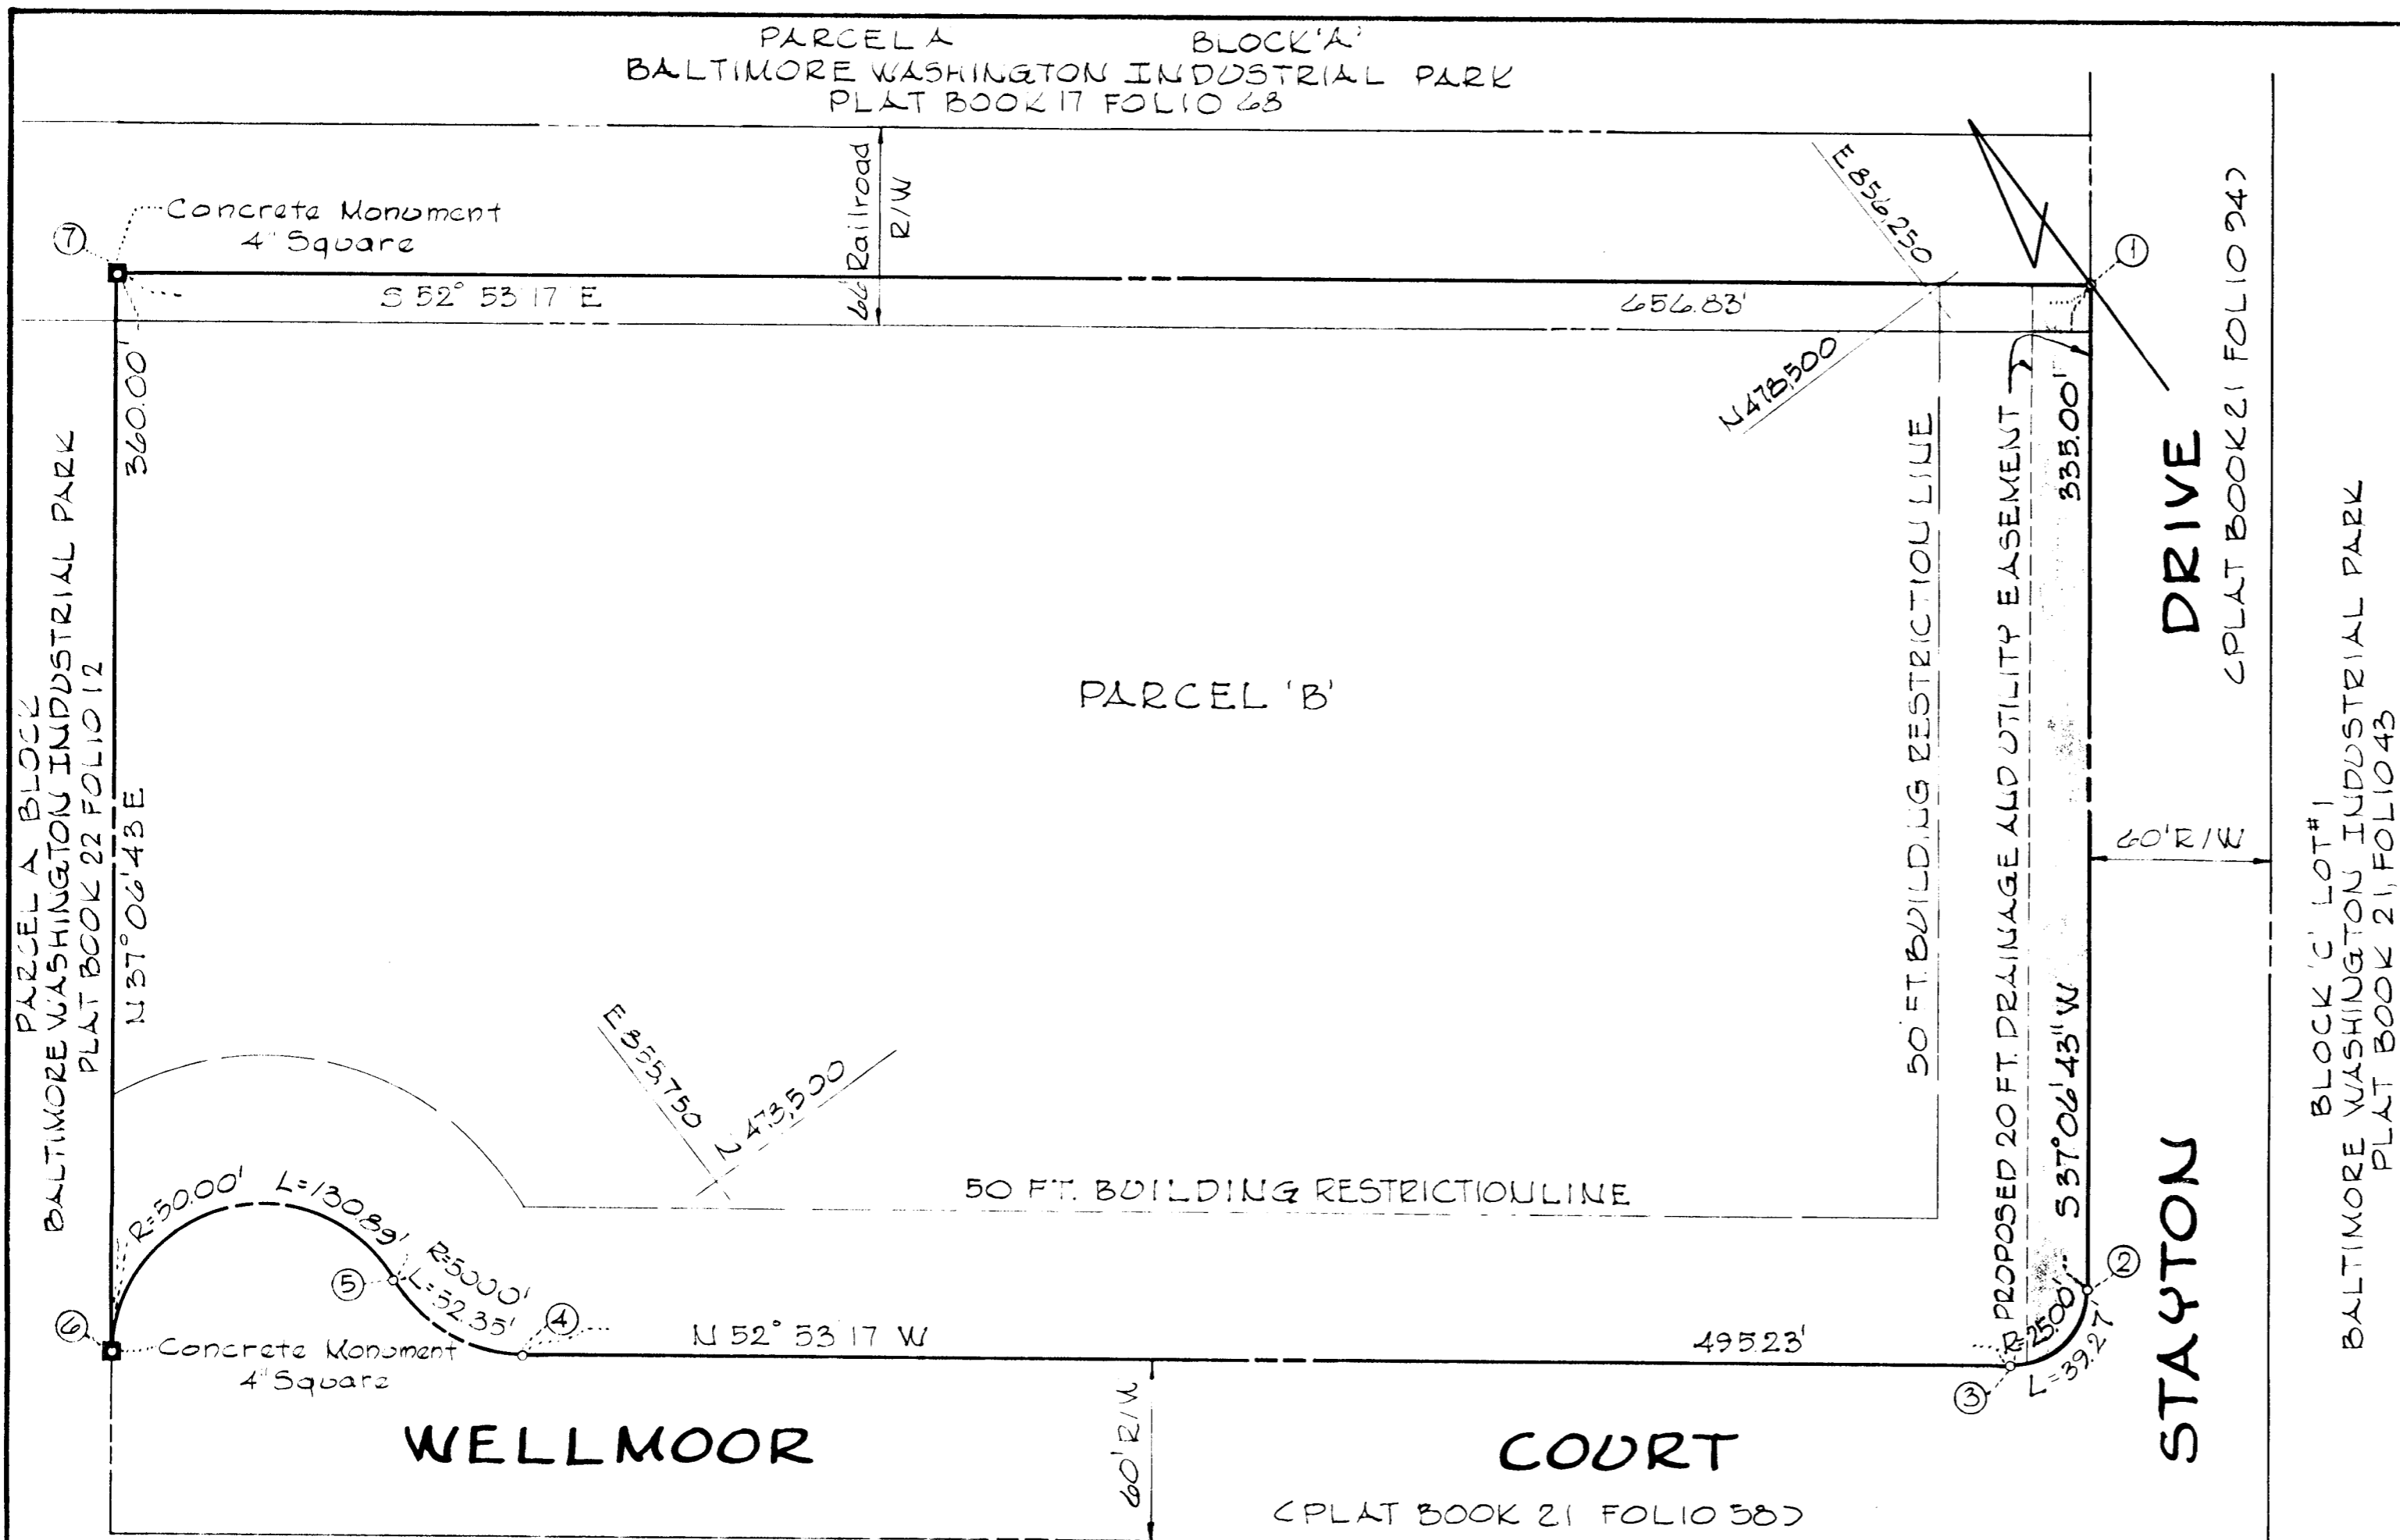 PARCEL A BLOCK 'A'
BALTIMORE WASHINGTON INDUSTRIAL PARK
PLAT BOOK 17 FOLIO 68
7
Concrete Monument
4" Square
66' Railroad
R/W
E 856,250
1
S 52° 53' 17 E
656.83'
N 478,500
360.00'
N 37° 06' 43 E
PARCEL A BLOCK
BALTIMORE WASHINGTON INDUSTRIAL PARK
PLAT BOOK 22 FOLIO 12
PARCEL 'B'
50 FT. BUILDING RESTRICTION LINE
PROPOSED 20 FT. DRAINAGE AND UTILITY EASEMENT
335.00'
S 37° 06' 43" W
STAYTON DRIVE
(PLAT BOOK 21 FOLIO 94)
60' R/W
BLOCK 'C' LOT #1
BALTIMORE WASHINGTON INDUSTRIAL PARK
PLAT BOOK 21, FOLIO 43
E 855,750
N 478,500
50 FT. BUILDING RESTRICTION LINE
R=50.00'
L=130.89'
R=50.00'
L=52.35'
5
4
6
Concrete Monument
4" Square
N 52° 53' 17 W
495.23'
R=25.00'
L=39.27'
2
3
WELLMOOR COURT
60' R/W
(PLAT BOOK 21 FOLIO 58)